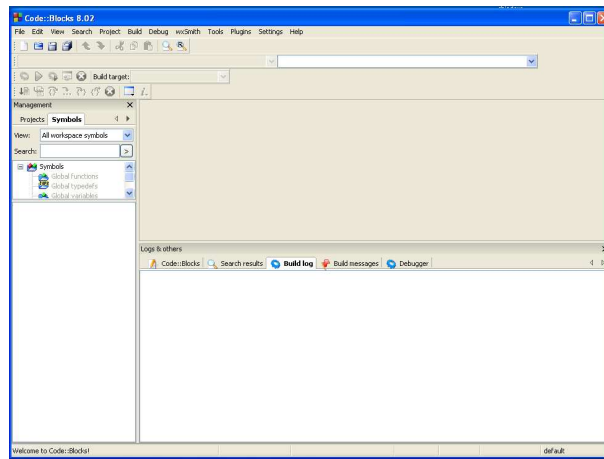 Code::Blocks 8.02
File Edit View Search Project Build Debug wxSmith Tools Plugins Settings Help
Build target:
Management
Projects Symbols
View: All workspace symbols
Search: >
Symbols
Global functions
Global typedefs
Global variables
Logs & others
Code::Blocks Search results Build log Build messages Debugger
Welcome to Code::Blocks! default